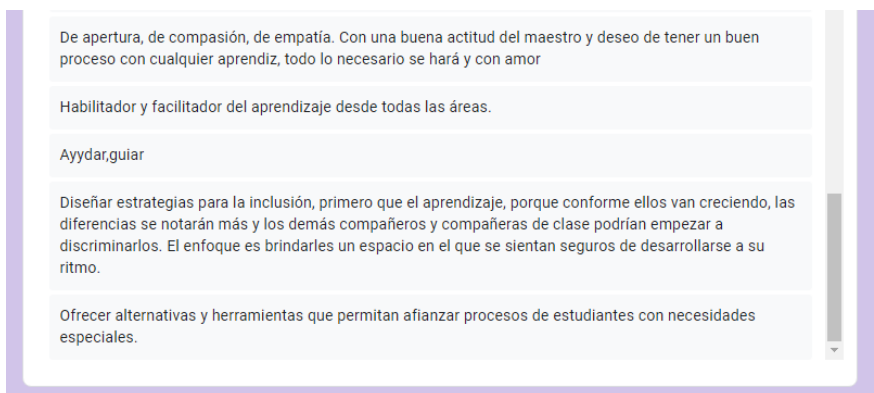 De apertura, de compasión, de empatía. Con una buena actitud del maestro y deseo de tener un buen
proceso con cualquier aprendiz, todo lo necesario se hará y con amor
Habilitador y facilitador del aprendizaje desde todas las áreas.
Ayydar,guiar
Diseñar estrategias para la inclusión, primero que el aprendizaje, porque conforme ellos van creciendo, las
diferencias se notarán más y los demás compañeros y compañeras de clase podrían empezar a
discriminarlos. El enfoque es brindarles un espacio en el que se sientan seguros de desarrollarse a su
ritmo.
Ofrecer alternativas y herramientas que permitan afianzar procesos de estudiantes con necesidades
especiales.